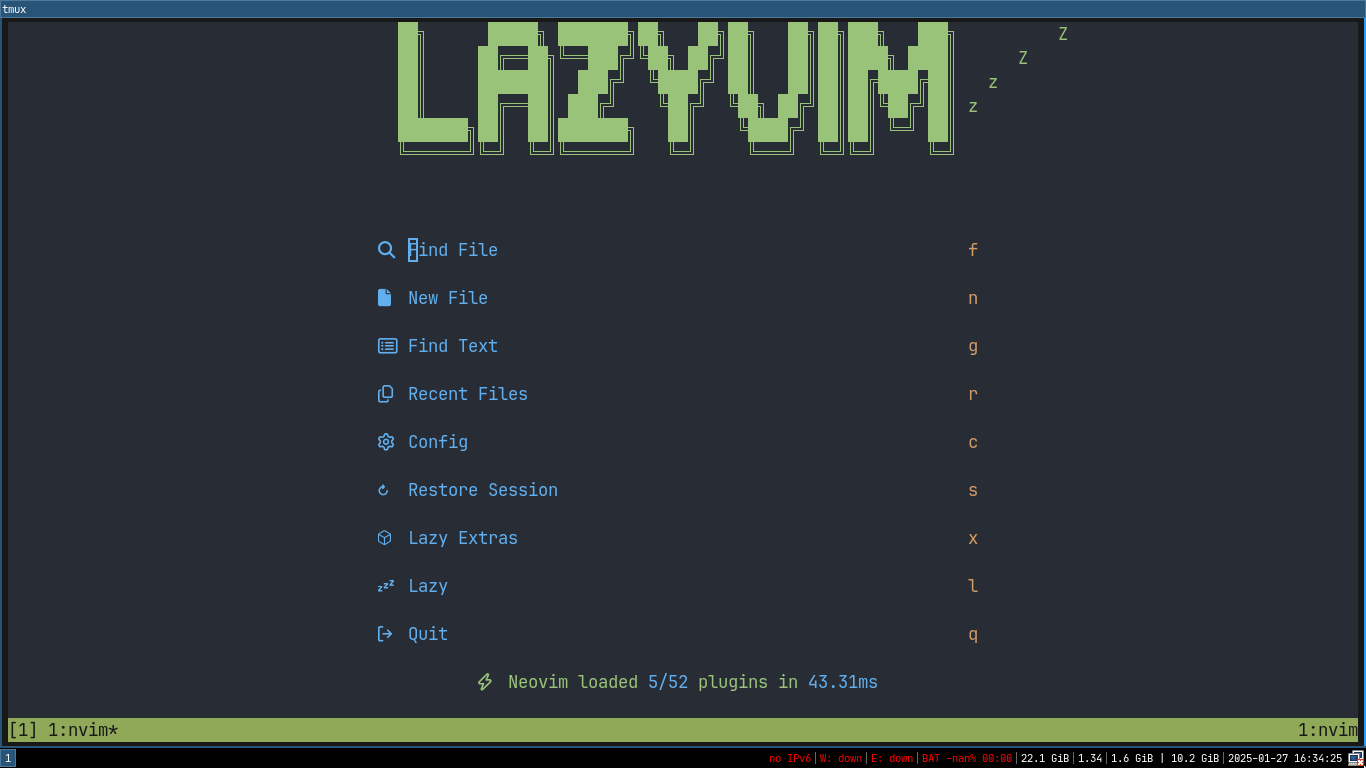 tmux
LAZYVIM
Z
Z
z
z
Find File f
New File n
Find Text g
Recent Files r
Config c
Restore Session s
Lazy Extras x
zzz Lazy l
Quit q
Neovim loaded 5/52 plugins in 43.31ms
[1] 1:nvim* 1:nvim
1 no IPv6|W: down|E: down|BAT -nan% 00:00|22.1 GiB|1.34|1.6 GiB | 10.2 GiB|2025-01-27 16:34:25